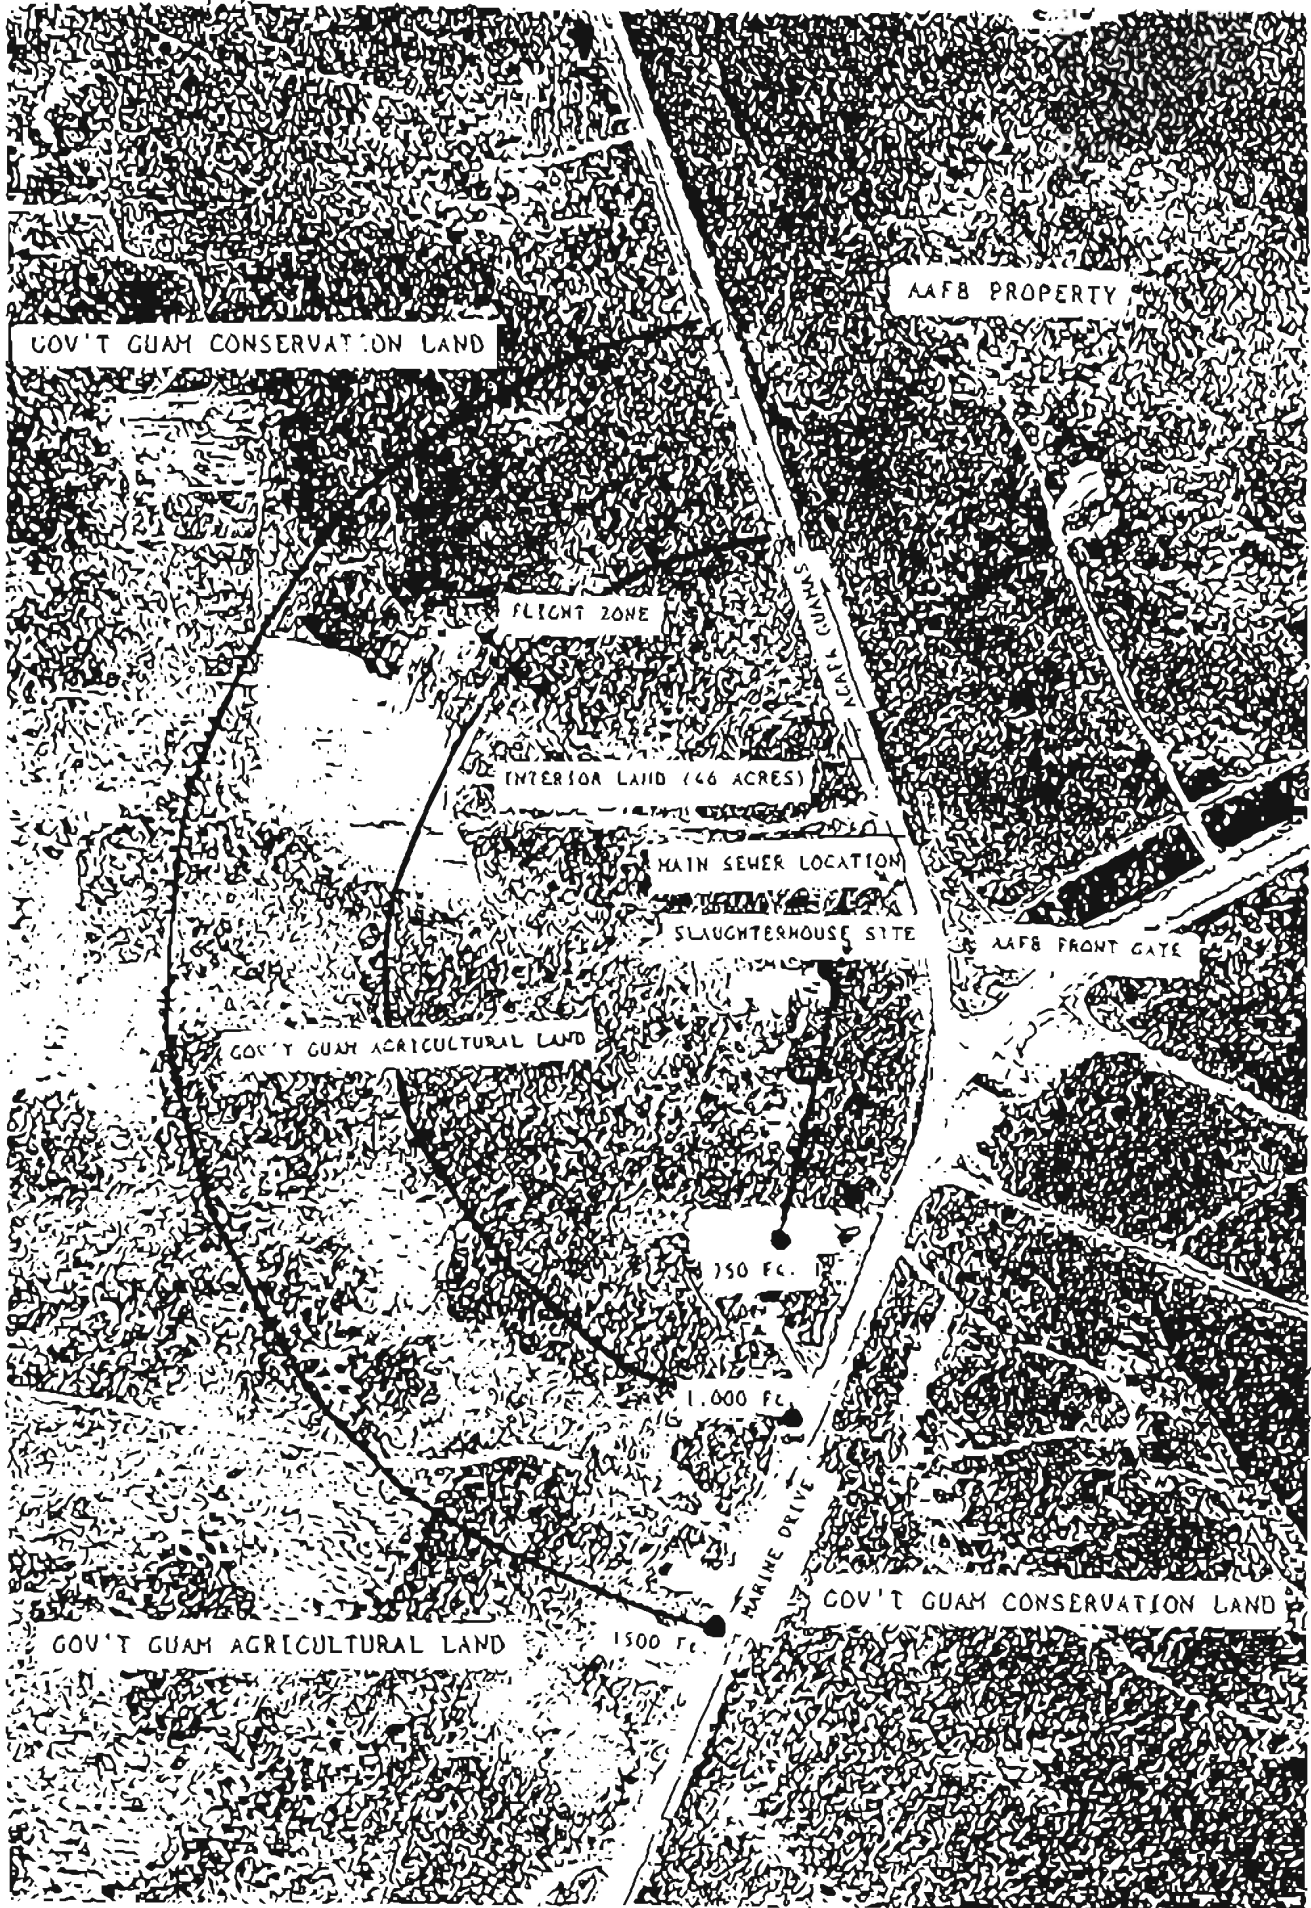 AAFB PROPERTY
GOV'T GUAM CONSERVATION LAND
FLIGHT ZONE
GUAHAS
INTERIOR LAND (66 ACRES)
MAIN SEWER LOCATION
SLAUGHTERHOUSE SITE
AAFB FRONT GATE
GOV'T GUAM AGRICULTURAL LAND
Ft.
1,000 Ft.
MARINE DRIVE
GOV'T GUAM CONSERVATION LAND
GOV'T GUAM AGRICULTURAL LAND
1500 Ft.